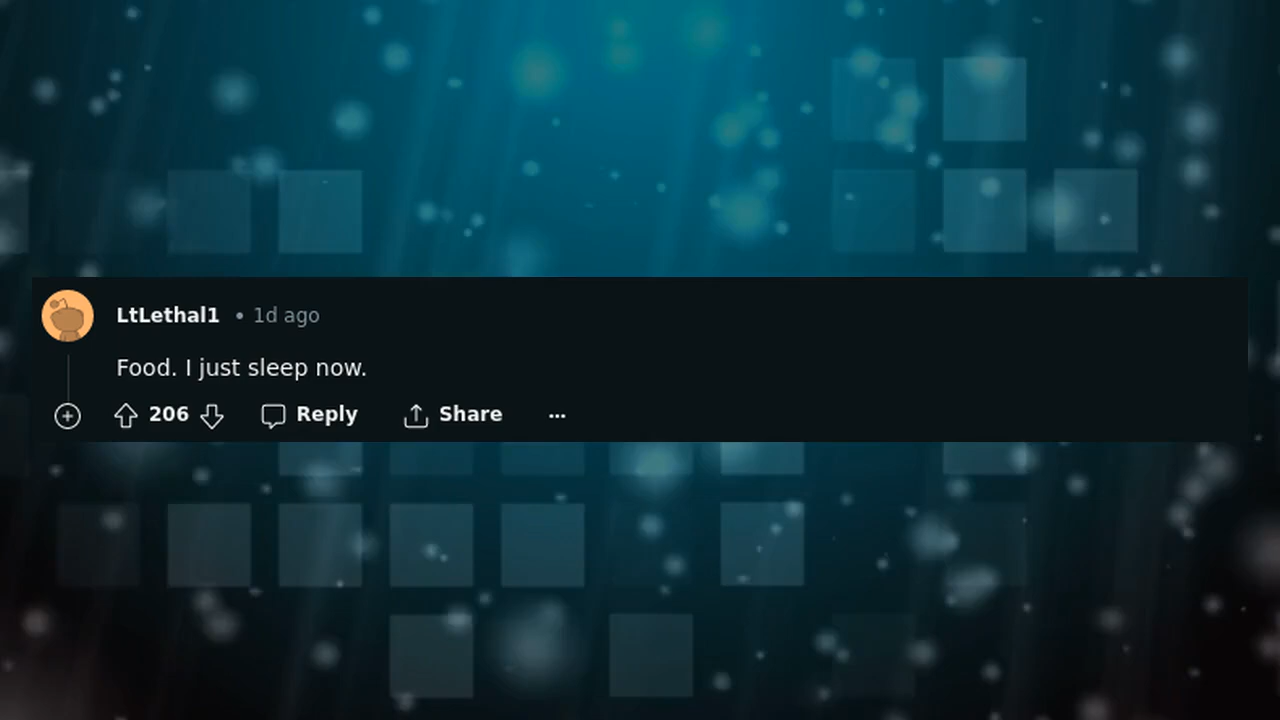 LtLethal1 • 1d ago
Food. I just sleep now.
206 Reply Share ...